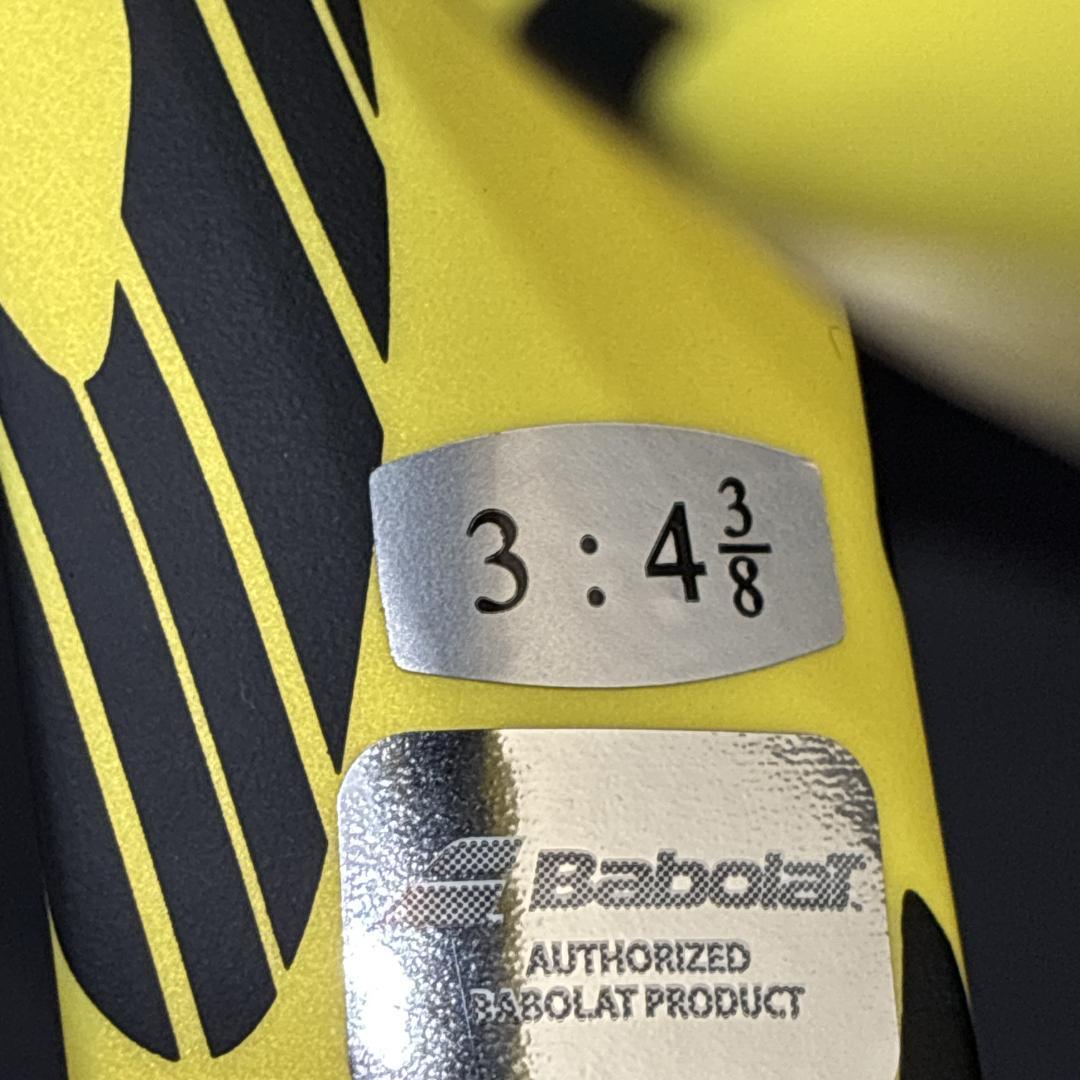 3 : 4 3/8
Babolat
AUTHORIZED
BABOLAT PRODUCT